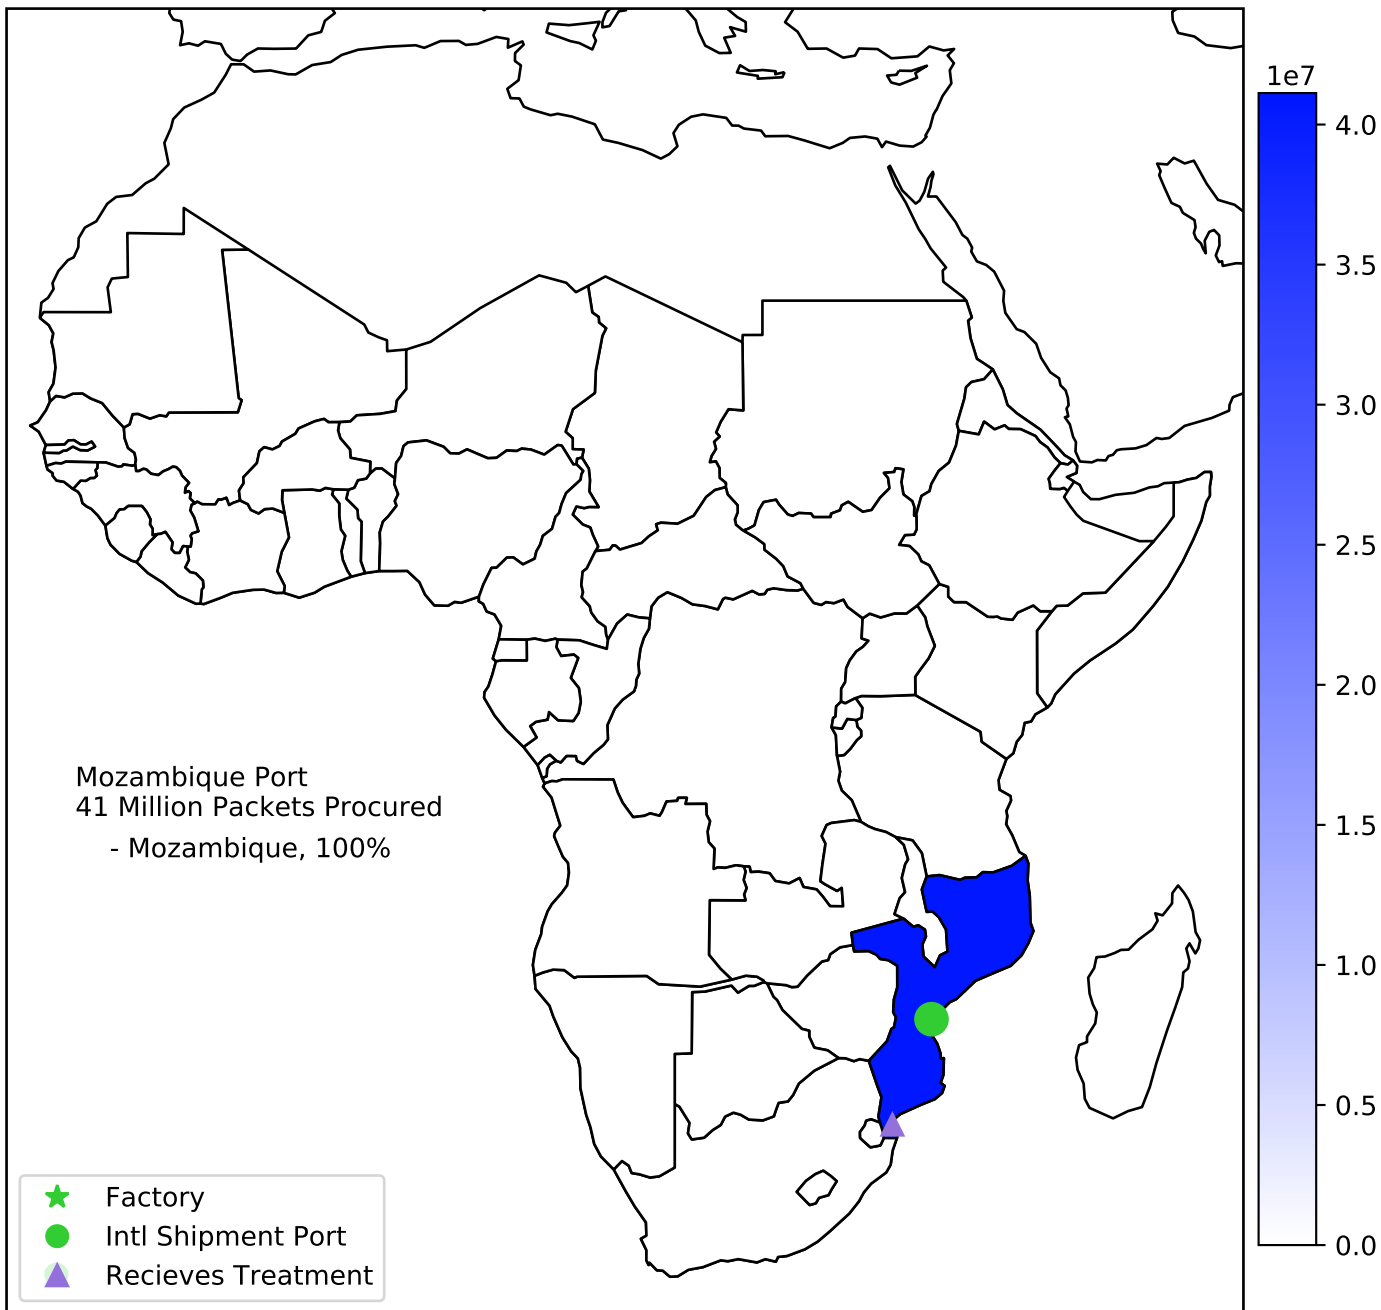 1e7
4.0
3.5
3.0
2.5
2.0
1.5
1.0
0.5
0.0
Mozambique Port
41 Million Packets Procured
- Mozambique, 100%
Factory
Intl Shipment Port
Recieves Treatment